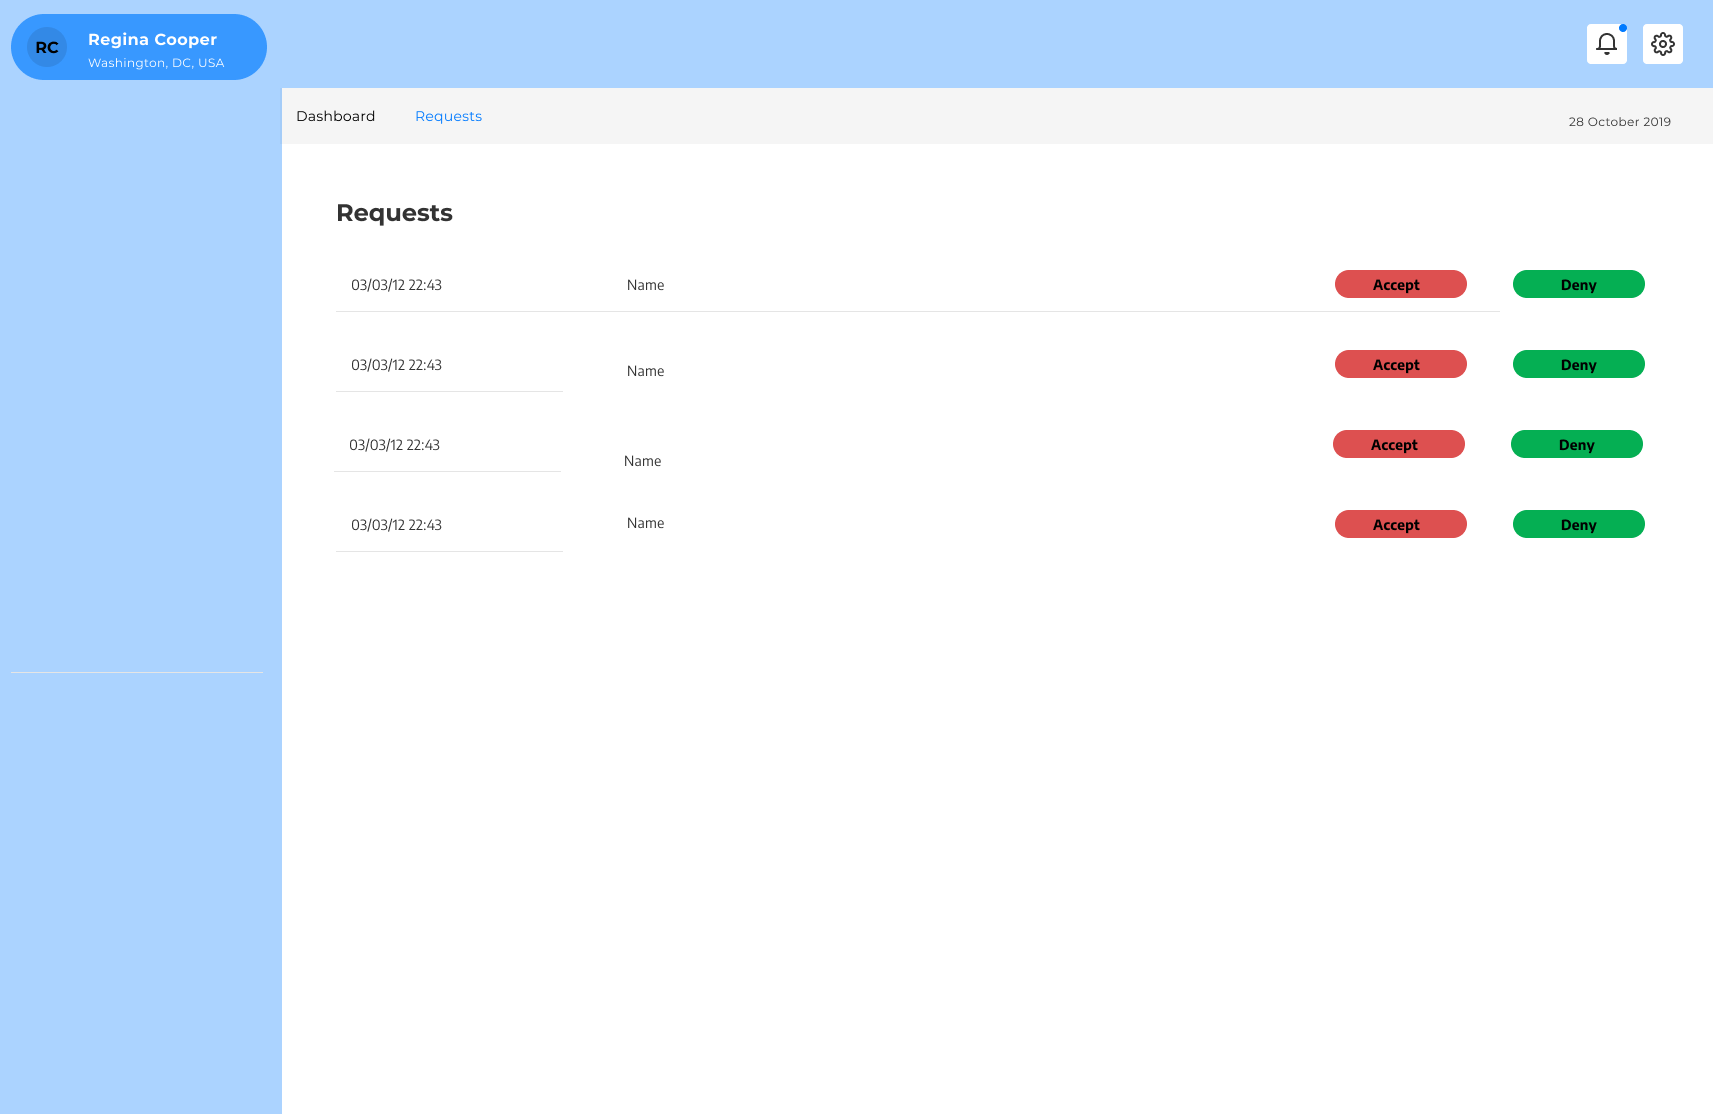 RC
Regina Cooper
Washington, DC, USA
Dashboard Requests
28 October 2019
Requests
03/03/12 22:43 Name Accept Deny
03/03/12 22:43 Name Accept Deny
03/03/12 22:43 Name Accept Deny
03/03/12 22:43 Name Accept Deny